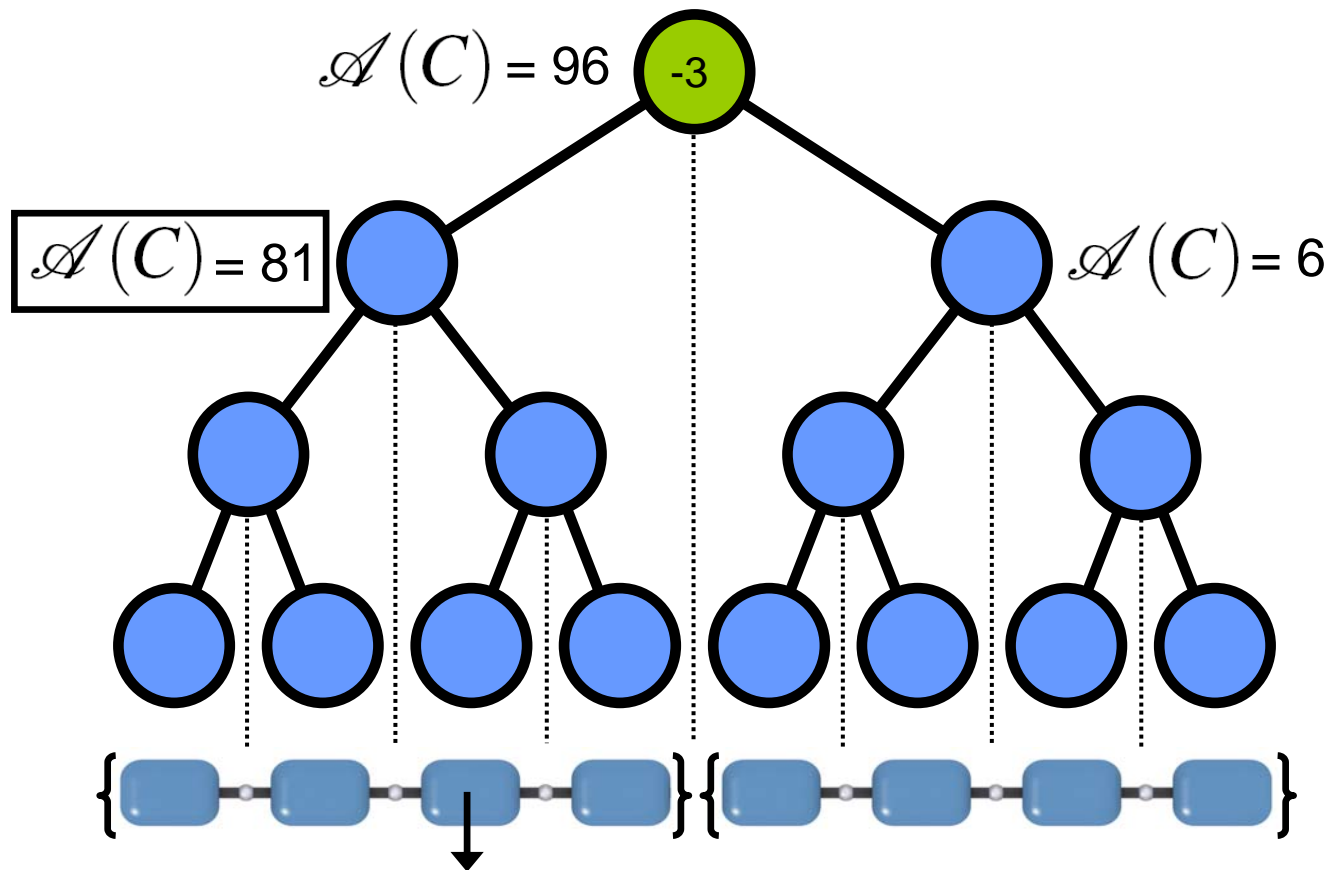 𝒜(C) = 96
-3
𝒜(C) = 81
𝒜(C) = 6